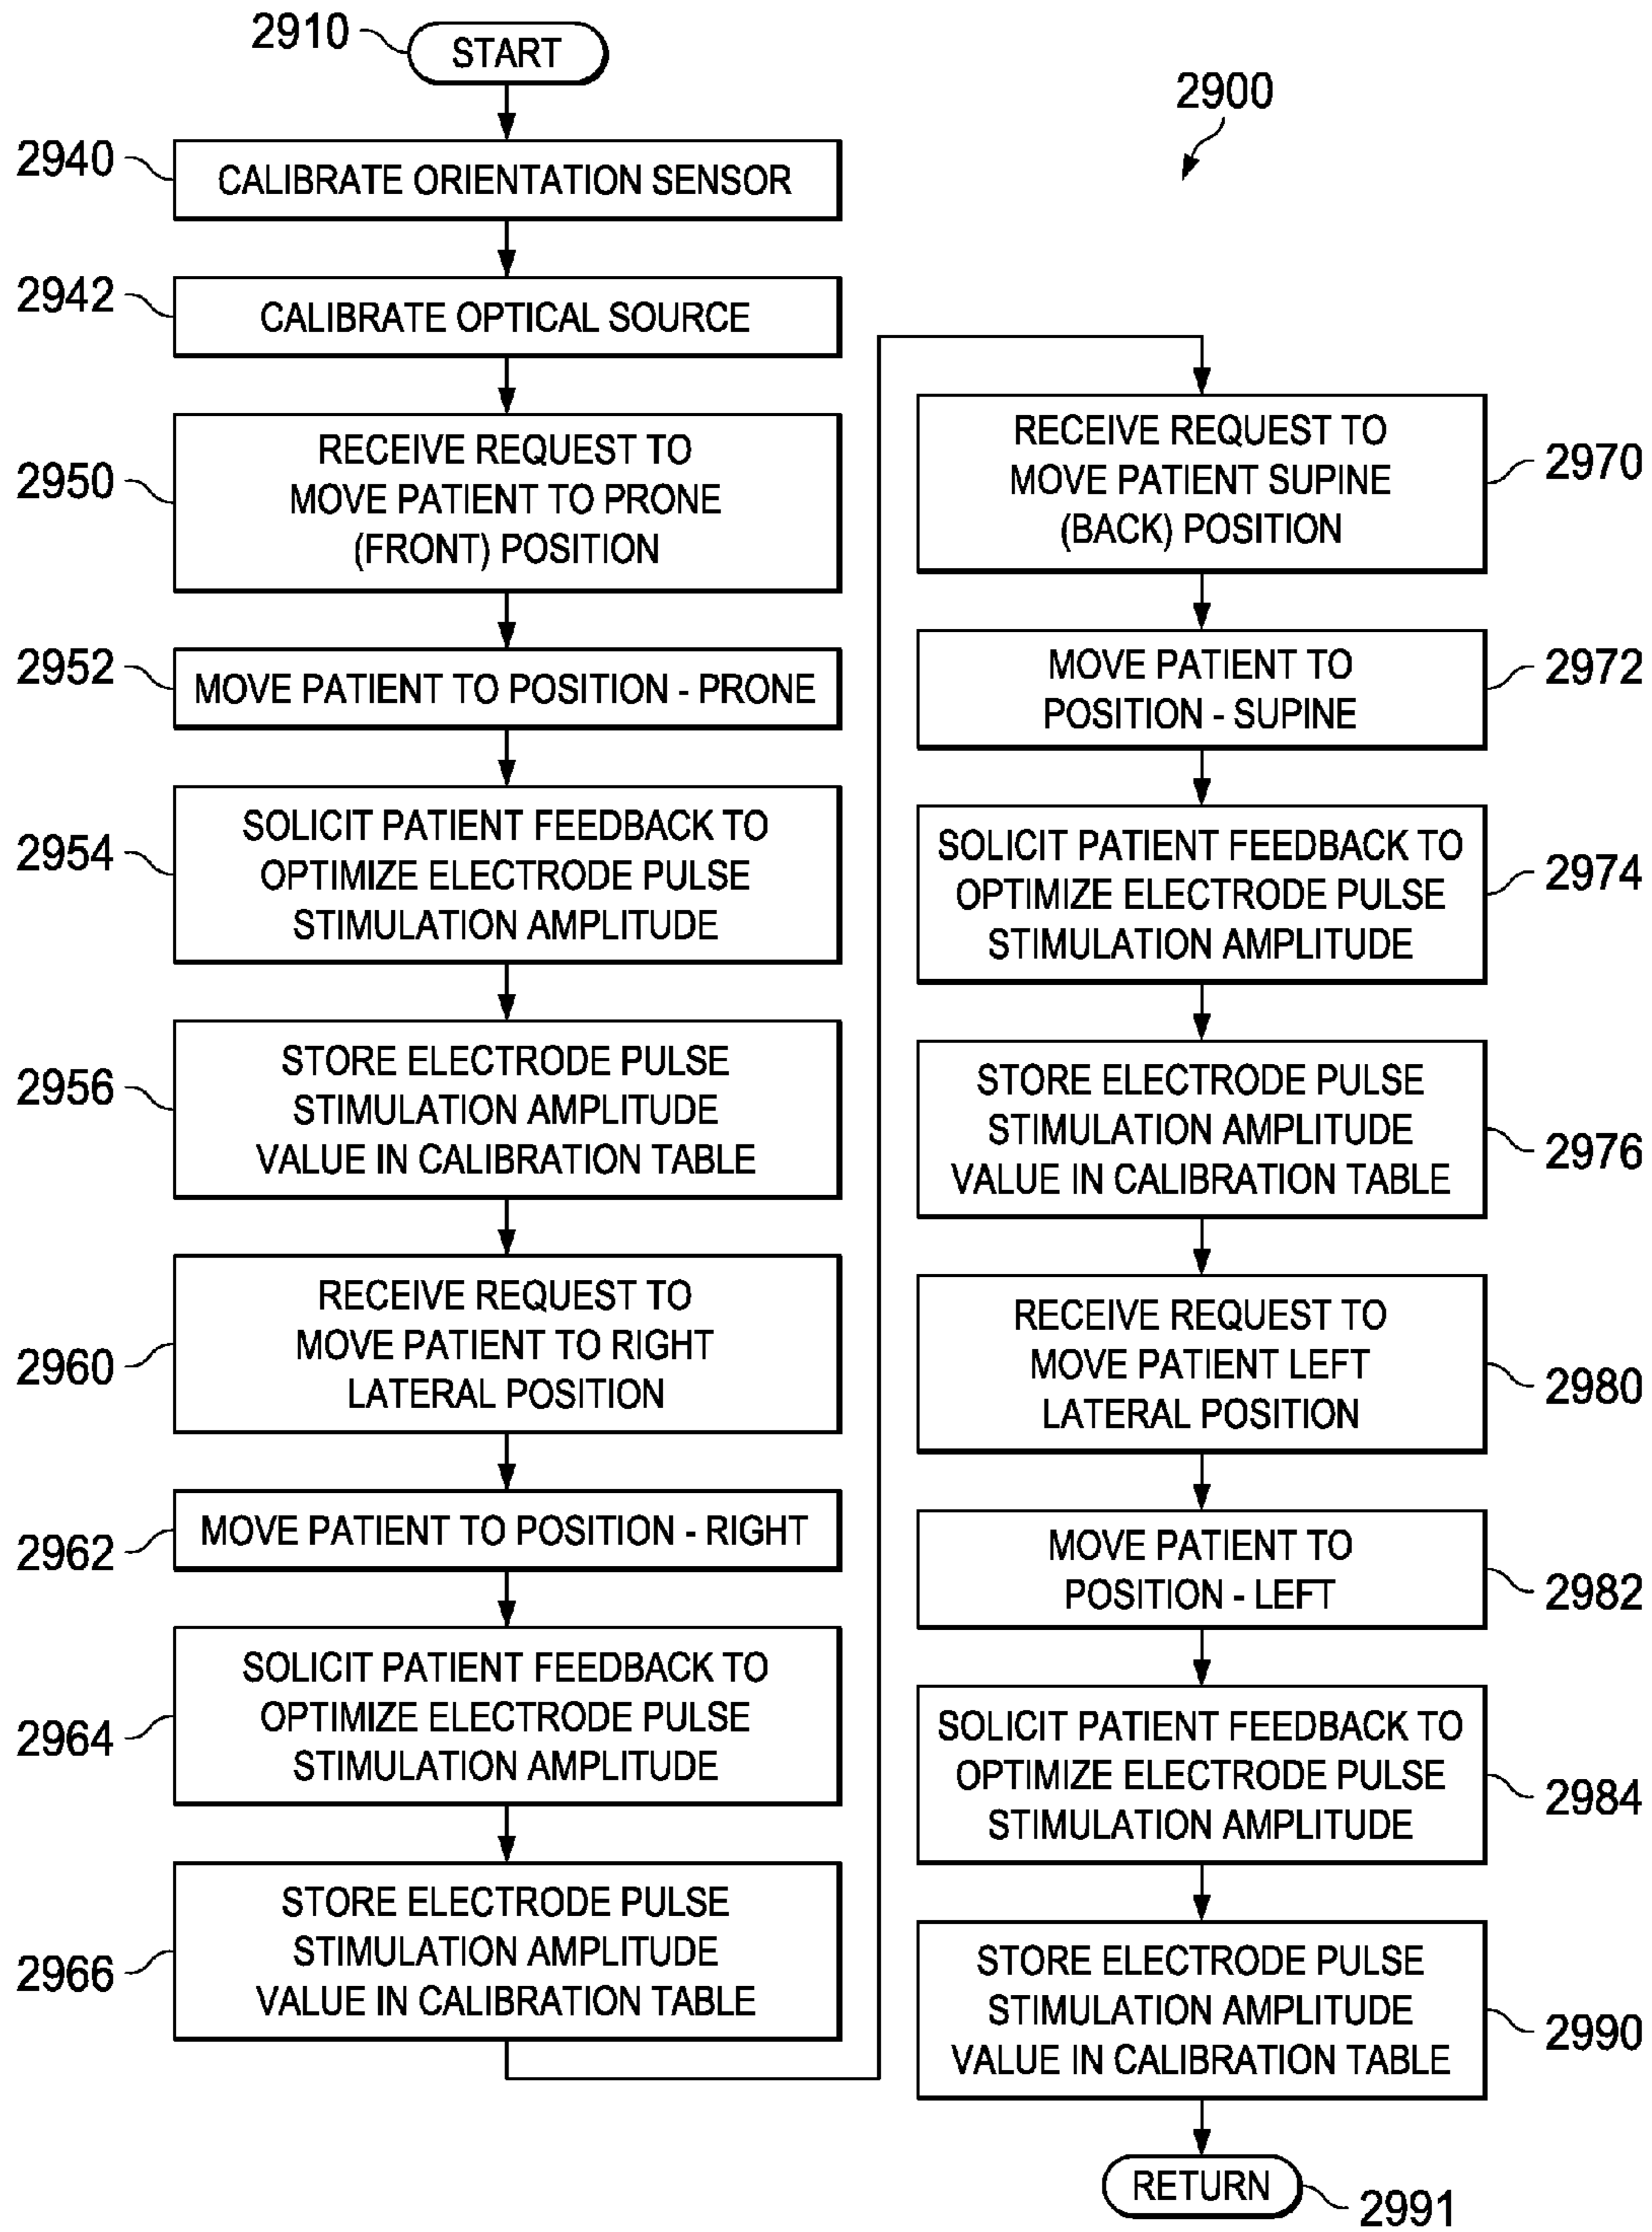 2910
START
2900
2940
CALIBRATE ORIENTATION SENSOR
2942
CALIBRATE OPTICAL SOURCE
2950
RECEIVE REQUEST TO
MOVE PATIENT TO PRONE
(FRONT) POSITION
2952
MOVE PATIENT TO POSITION - PRONE
2954
SOLICIT PATIENT FEEDBACK TO
OPTIMIZE ELECTRODE PULSE
STIMULATION AMPLITUDE
2956
STORE ELECTRODE PULSE
STIMULATION AMPLITUDE
VALUE IN CALIBRATION TABLE
2960
RECEIVE REQUEST TO
MOVE PATIENT TO RIGHT
LATERAL POSITION
2962
MOVE PATIENT TO POSITION - RIGHT
2964
SOLICIT PATIENT FEEDBACK TO
OPTIMIZE ELECTRODE PULSE
STIMULATION AMPLITUDE
2966
STORE ELECTRODE PULSE
STIMULATION AMPLITUDE
VALUE IN CALIBRATION TABLE
RECEIVE REQUEST TO
MOVE PATIENT SUPINE
(BACK) POSITION
2970
MOVE PATIENT TO
POSITION - SUPINE
2972
SOLICIT PATIENT FEEDBACK TO
OPTIMIZE ELECTRODE PULSE
STIMULATION AMPLITUDE
2974
STORE ELECTRODE PULSE
STIMULATION AMPLITUDE
VALUE IN CALIBRATION TABLE
2976
RECEIVE REQUEST TO
MOVE PATIENT LEFT
LATERAL POSITION
2980
MOVE PATIENT TO
POSITION - LEFT
2982
SOLICIT PATIENT FEEDBACK TO
OPTIMIZE ELECTRODE PULSE
STIMULATION AMPLITUDE
2984
STORE ELECTRODE PULSE
STIMULATION AMPLITUDE
VALUE IN CALIBRATION TABLE
2990
RETURN
2991